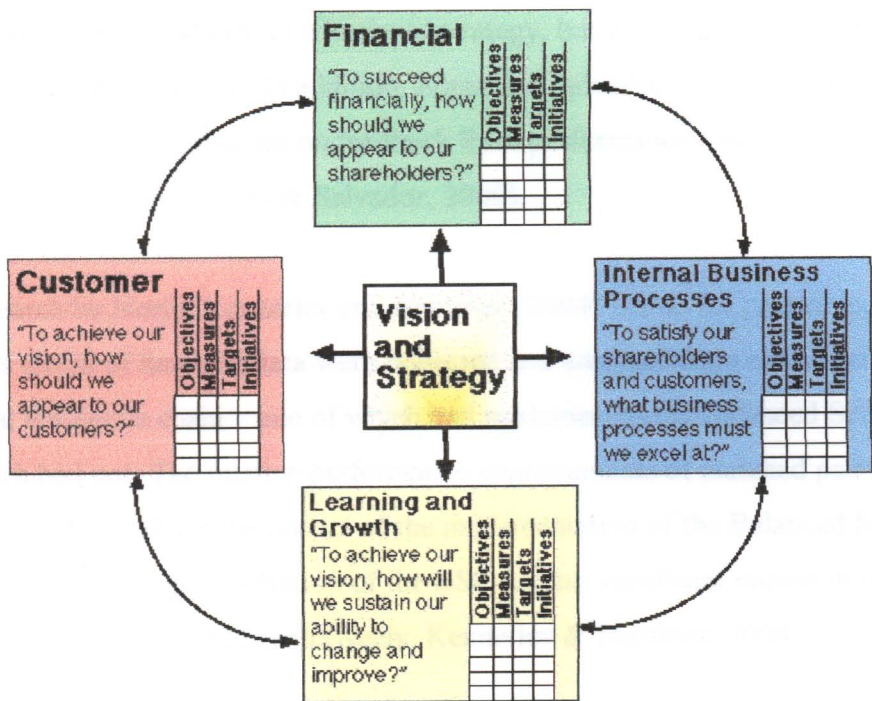 Financial
"To succeed
financially, how
should we
appear to our
shareholders?"
Objectives
Measures
Targets
Initiatives
Customer
"To achieve our
vision, how
should we
appear to our
customers?"
Objectives
Measures
Targets
Initiatives
Vision
and
Strategy
Internal Business
Processes
"To satisfy our
shareholders
and customers,
what business
processes must
we excel at?"
Objectives
Measures
Targets
Initiatives
Learning and
Growth
"To achieve our
vision, how will
we sustain our
ability to
change and
improve?"
Objectives
Measures
Targets
Initiatives